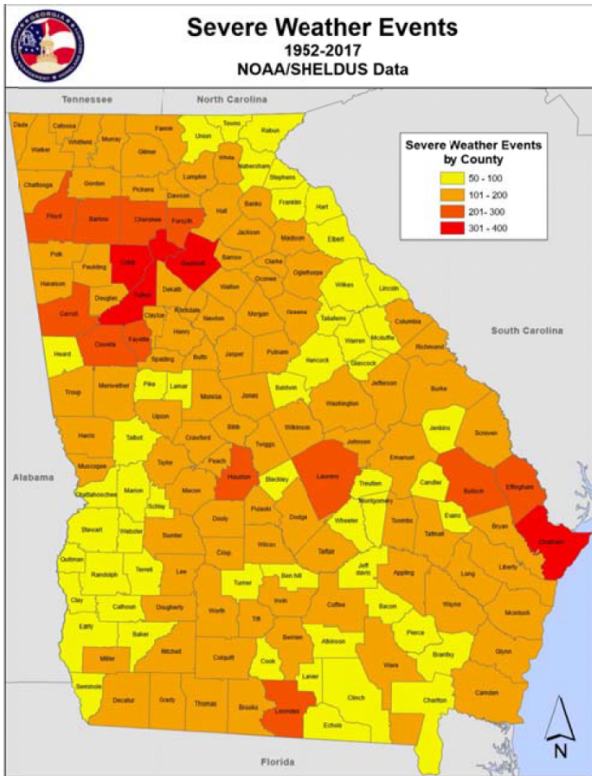 GEORGIA
Severe Weather Events
1952-2017
NOAA/SHELDUS Data
Tennessee
North Carolina
Severe Weather Events
by County
50 - 100
101 - 200
201- 300
301 - 400
Dade
Catoosa
Whitfield
Murray
Fannin
Union
Towns
Rabun
Walker
Gilmer
White
Habersham
Stephens
Lumpkin
Chattooga
Gordon
Pickens
Dawson
Banks
Franklin
Hart
Floyd
Bartow
Cherokee
Forsyth
Hall
Jackson
Madison
Elbert
Polk
Paulding
Cobb
Gwinnett
Barrow
Clarke
Oglethorpe
Haralson
Douglas
Fulton
Dekalb
Walton
Oconee
Wilkes
Lincoln
South Carolina
Carroll
Clayton
Rockdale
Newton
Morgan
Greene
Taliaferro
Columbia
Coweta
Fayette
Henry
Warren
Mcduffie
Richmond
Heard
Spalding
Butts
Jasper
Putnam
Hancock
Glascock
Troup
Meriwether
Pike
Lamar
Monroe
Jones
Baldwin
Jefferson
Burke
Upson
Washington
Harris
Talbot
Crawford
Bibb
Wilkinson
Jenkins
Screven
Muscogee
Taylor
Peach
Twiggs
Johnson
Emanuel
Alabama
Chattahoochee
Marion
Macon
Houston
Bleckley
Laurens
Treutlen
Candler
Bulloch
Effingham
Schley
Montgomery
Stewart
Webster
Sumter
Dooly
Pulaski
Dodge
Wheeler
Toombs
Tattnall
Evans
Bryan
Chatham
Quitman
Randolph
Terrell
Lee
Crisp
Wilcox
Telfair
Liberty
Clay
Calhoun
Dougherty
Worth
Turner
Ben hill
Jeff
davis
Appling
Long
Early
Baker
Tift
Irwin
Coffee
Bacon
Wayne
Mcintosh
Miller
Mitchell
Colquitt
Berrien
Atkinson
Pierce
Brantley
Glynn
Seminole
Cook
Lanier
Ware
Decatur
Grady
Thomas
Brooks
Lowndes
Clinch
Echols
Charlton
Camden
Florida
N